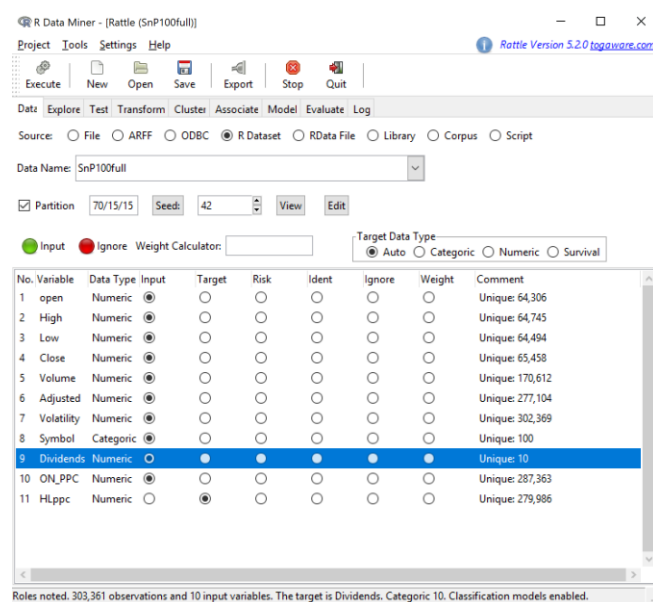 R Data Miner - [Rattle (SnP100full)]
Project Tools Settings Help Rattle Version 5.2.0 togaware.com
Execute New Open Save Export Stop Quit
Data Explore Test Transform Cluster Associate Model Evaluate Log
Source: File ARFF ODBC R Dataset RData File Library Corpus Script
Data Name: SnP100full
Partition 70/15/15 Seed: 42 View Edit
Input Ignore Weight Calculator: Target Data Type
Auto Categoric Numeric Survival
No. Variable Data Type Input Target Risk Ident Ignore Weight Comment
1 open Numeric Unique: 64,306
2 High Numeric Unique: 64,745
3 Low Numeric Unique: 64,494
4 Close Numeric Unique: 65,458
5 Volume Numeric Unique: 170,612
6 Adjusted Numeric Unique: 277,104
7 Volatility Numeric Unique: 302,369
8 Symbol Categoric Unique: 100
9 Dividends Numeric Unique: 10
10 ON_PPC Numeric Unique: 287,363
11 HLppc Numeric Unique: 279,986
Roles noted. 303,361 observations and 10 input variables. The target is Dividends. Categoric 10. Classification models enabled.